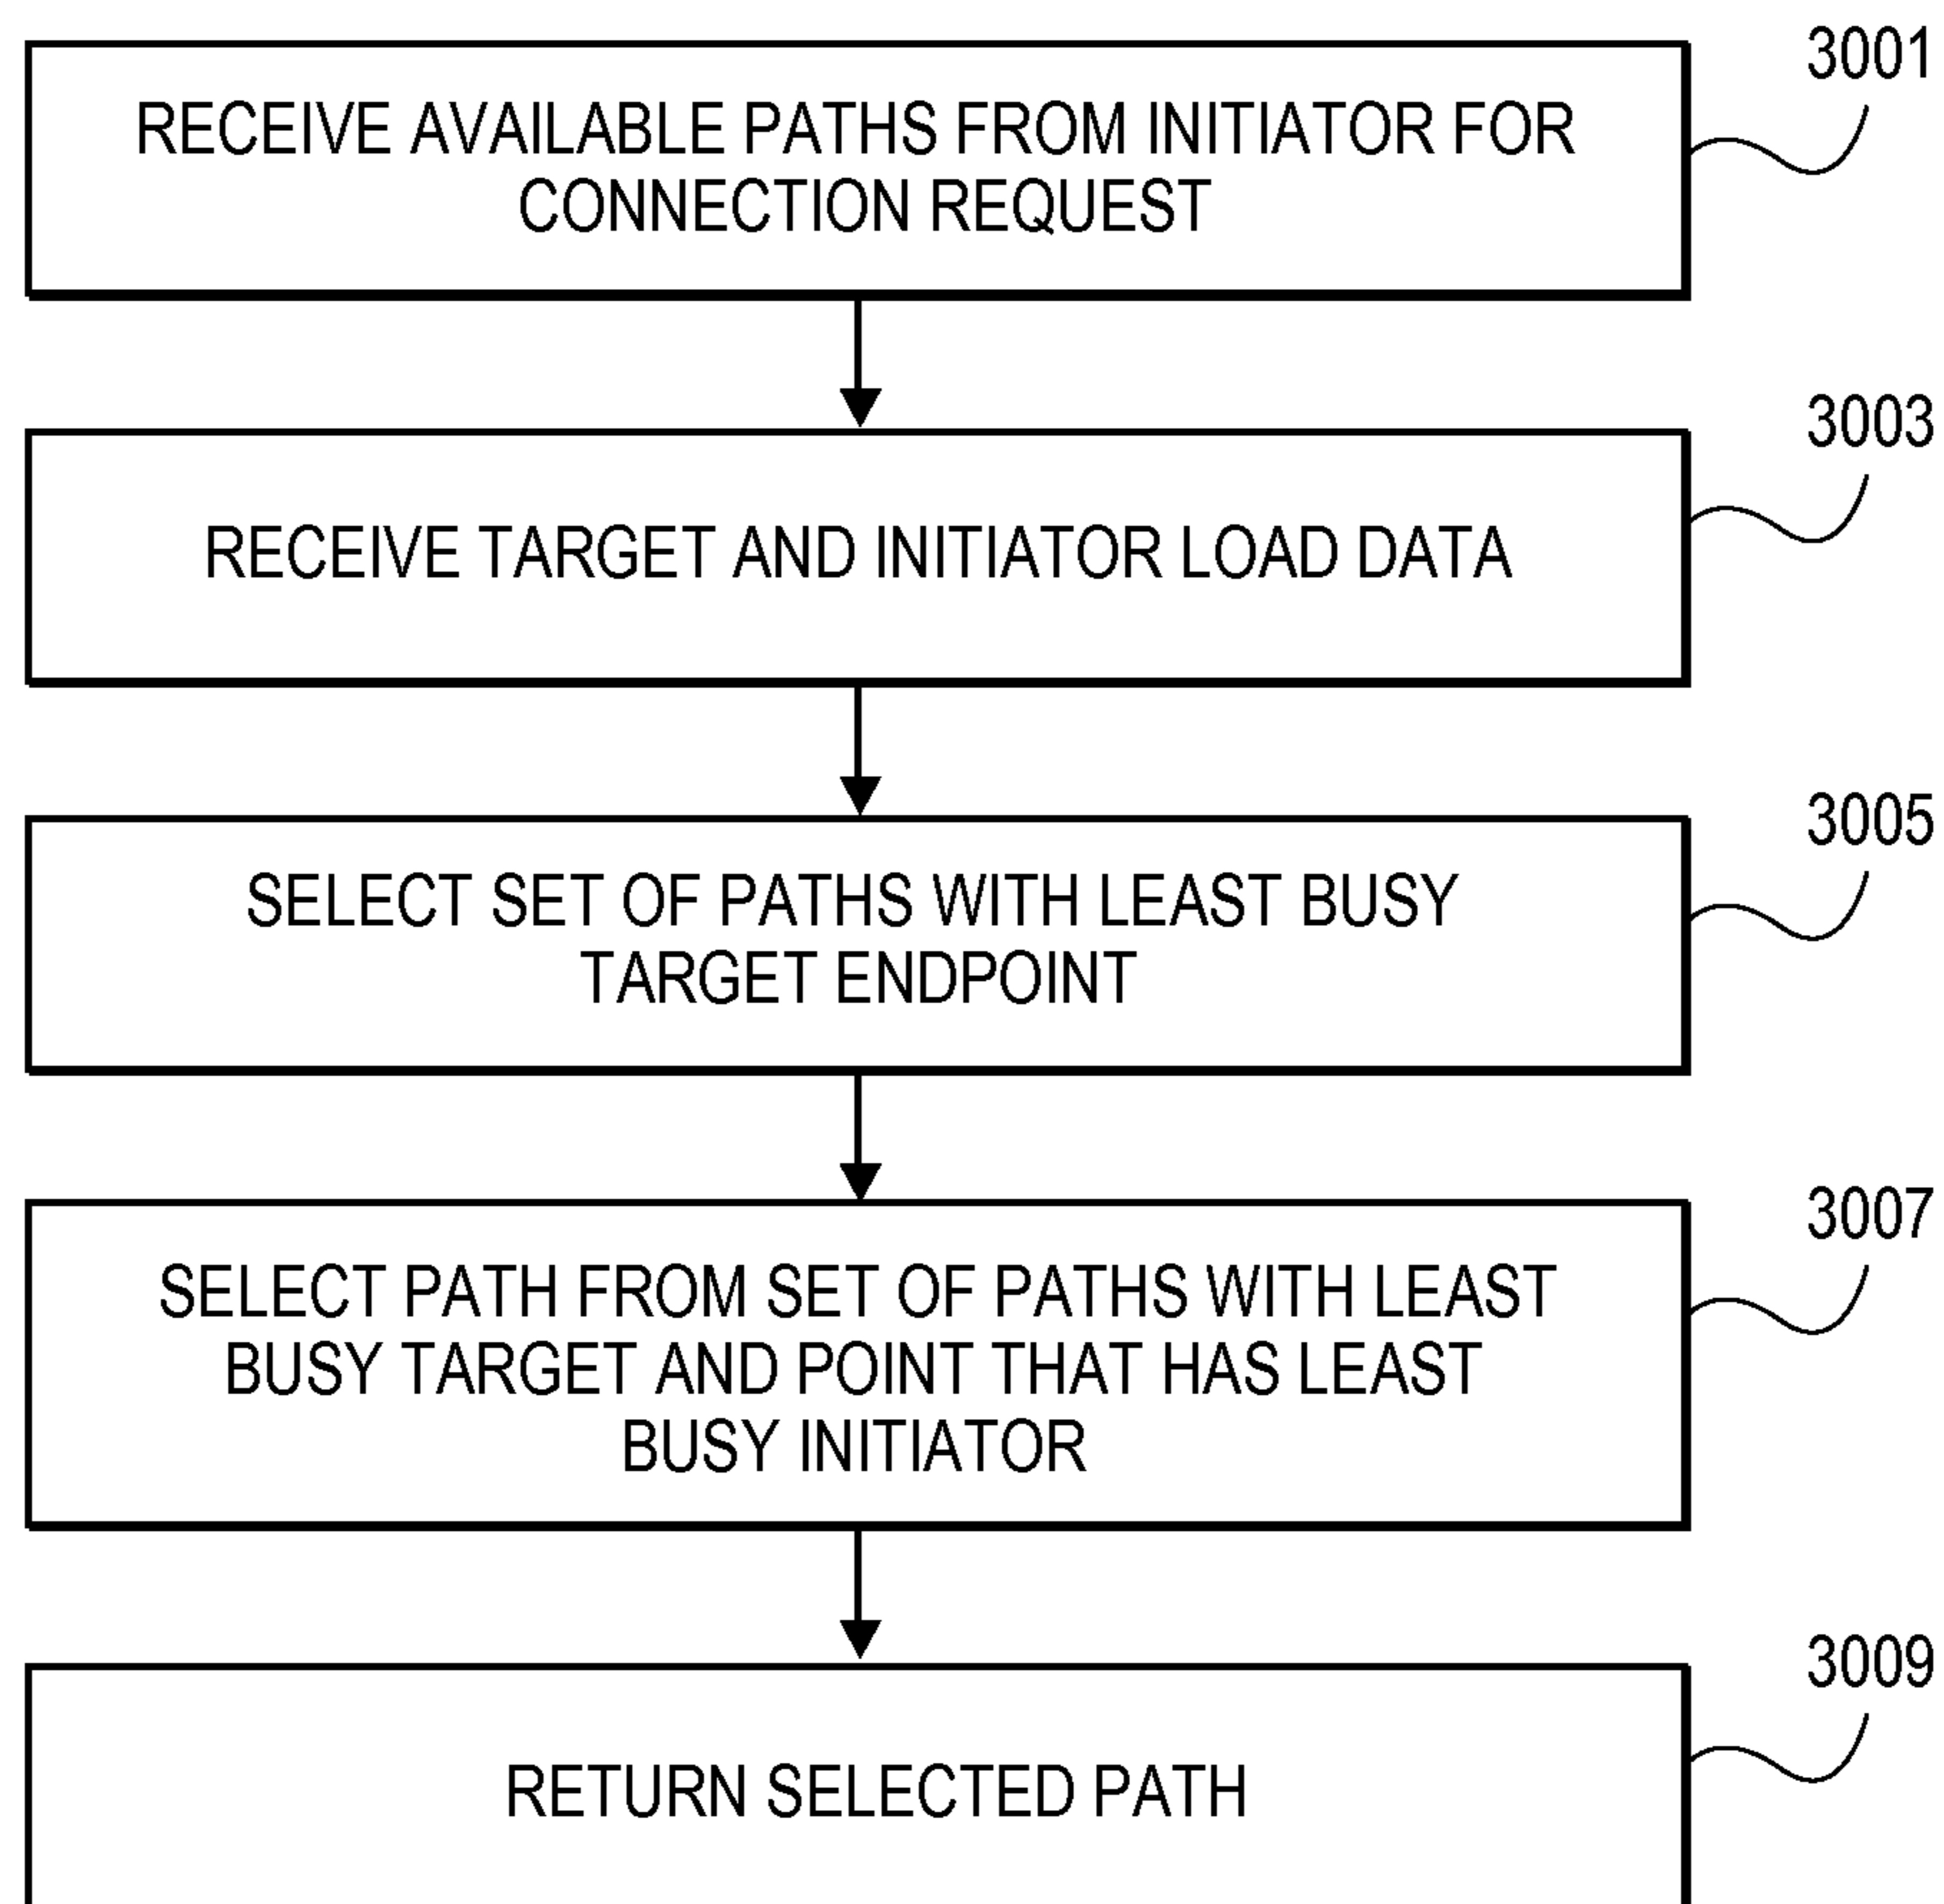 3001
RECEIVE AVAILABLE PATHS FROM INITIATOR FOR
CONNECTION REQUEST
3003
RECEIVE TARGET AND INITIATOR LOAD DATA
3005
SELECT SET OF PATHS WITH LEAST BUSY
TARGET ENDPOINT
3007
SELECT PATH FROM SET OF PATHS WITH LEAST
BUSY TARGET AND POINT THAT HAS LEAST
BUSY INITIATOR
3009
RETURN SELECTED PATH